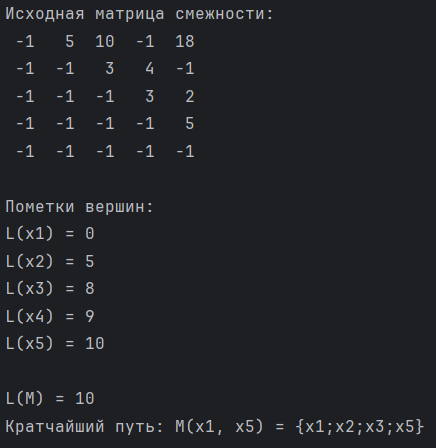 Исходная матрица смежности:
-1 5 10 -1 18
-1 -1 3 4 -1
-1 -1 -1 3 2
-1 -1 -1 -1 5
-1 -1 -1 -1 -1
Пометки вершин:
L(x1) = 0
L(x2) = 5
L(x3) = 8
L(x4) = 9
L(x5) = 10
L(M) = 10
Кратчайший путь: M(x1, x5) = {x1;x2;x3;x5}